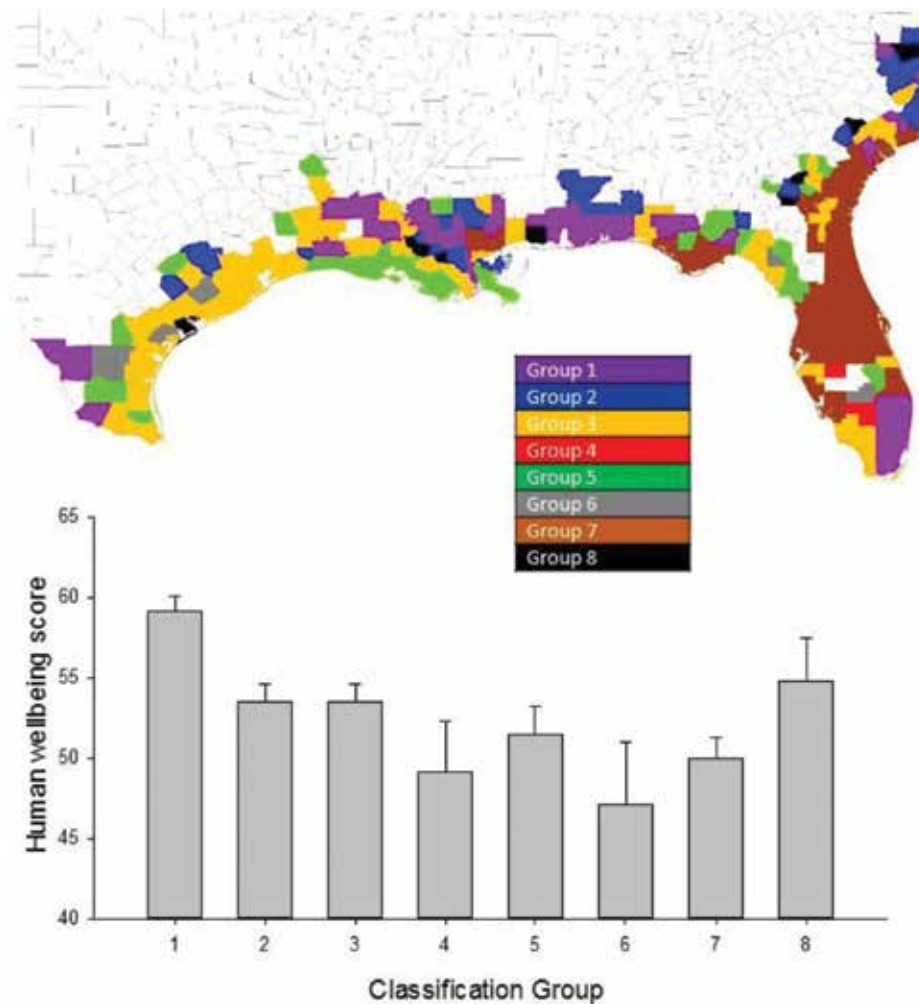 Group 1
Group 2
Group 3
Group 4
Group 5
Group 6
Group 7
Group 8
65
60
55
50
45
40
Human wellbeing score
1 2 3 4 5 6 7 8
Classification Group